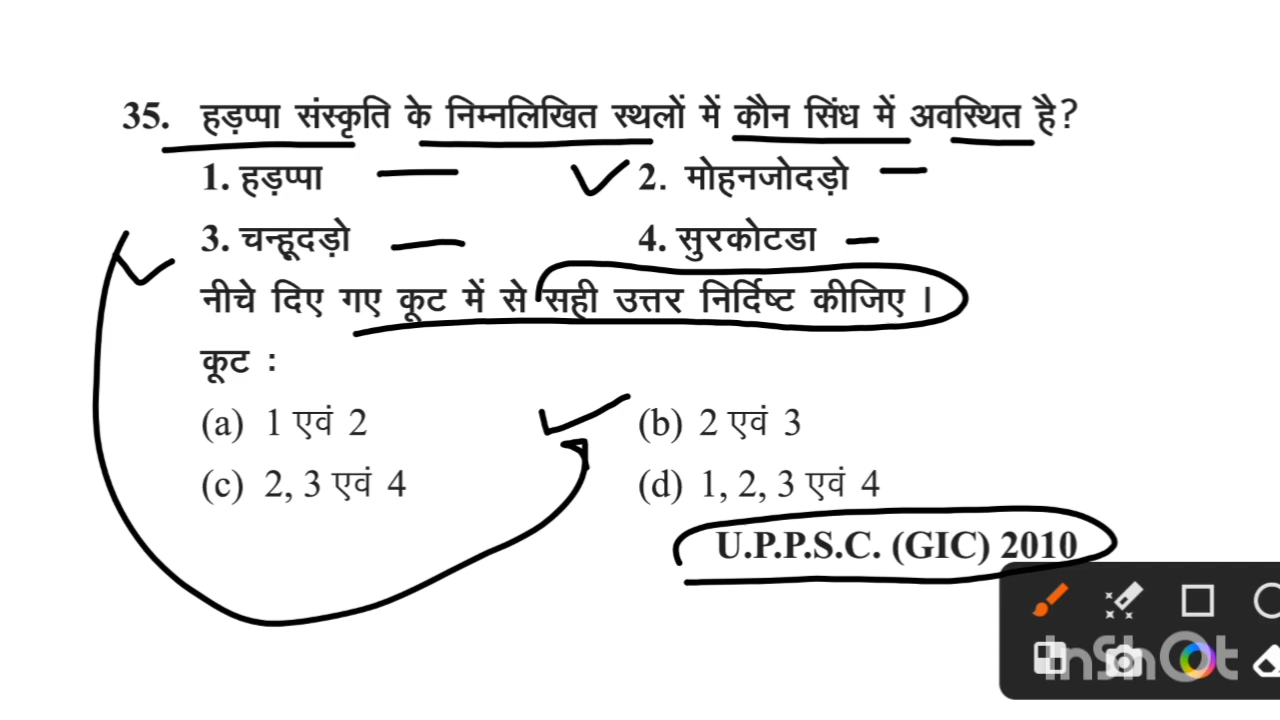 35. हड़प्पा संस्कृति के निम्नलिखित स्थलों में कौन सिंध में अवस्थित है?
1. हड़प्पा 2. मोहनजोदड़ो
3. चन्हूदड़ो 4. सुरकोटडा
नीचे दिए गए कूट में से सही उत्तर निर्दिष्ट कीजिए ।
कूट :
(a) 1 एवं 2 (b) 2 एवं 3
(c) 2, 3 एवं 4 (d) 1, 2, 3 एवं 4
U.P.P.S.C. (GIC) 2010
InShOt